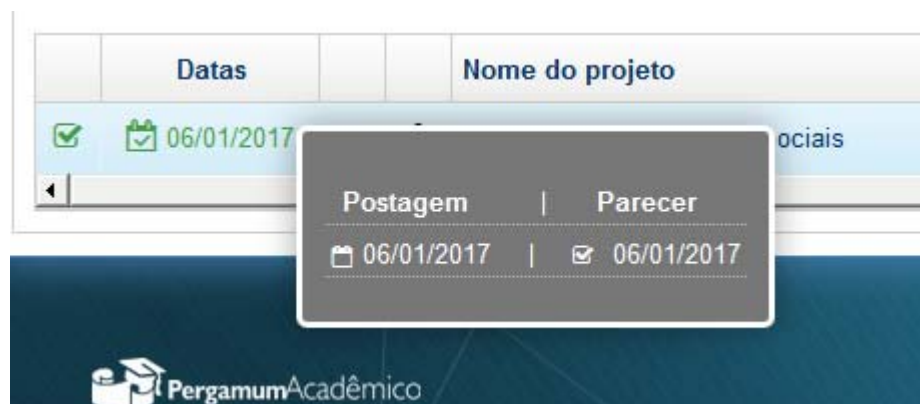 Datas Nome do projeto
06/01/2017 ociais
Postagem | Parecer
06/01/2017 | 06/01/2017
PergamumAcadêmico